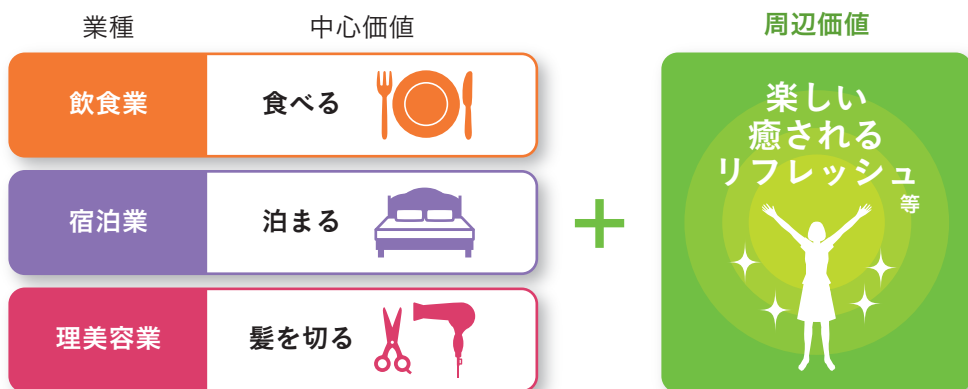 業種
中心価値
周辺価値
飲食業
食べる
宿泊業
泊まる
理美容業
髪を切る
+
楽しい
癒される
リフレッシュ
等